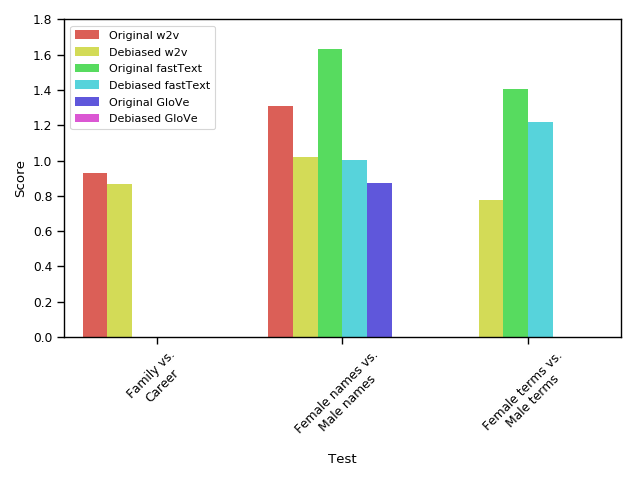 1.8
1.6
1.4
1.2
1.0
0.8
0.6
0.4
0.2
0.0
Score
Original w2v
Debiased w2v
Original fastText
Debiased fastText
Original GloVe
Debiased GloVe
Family vs.
Career
Female names vs.
Male names
Female terms vs.
Male terms
Test